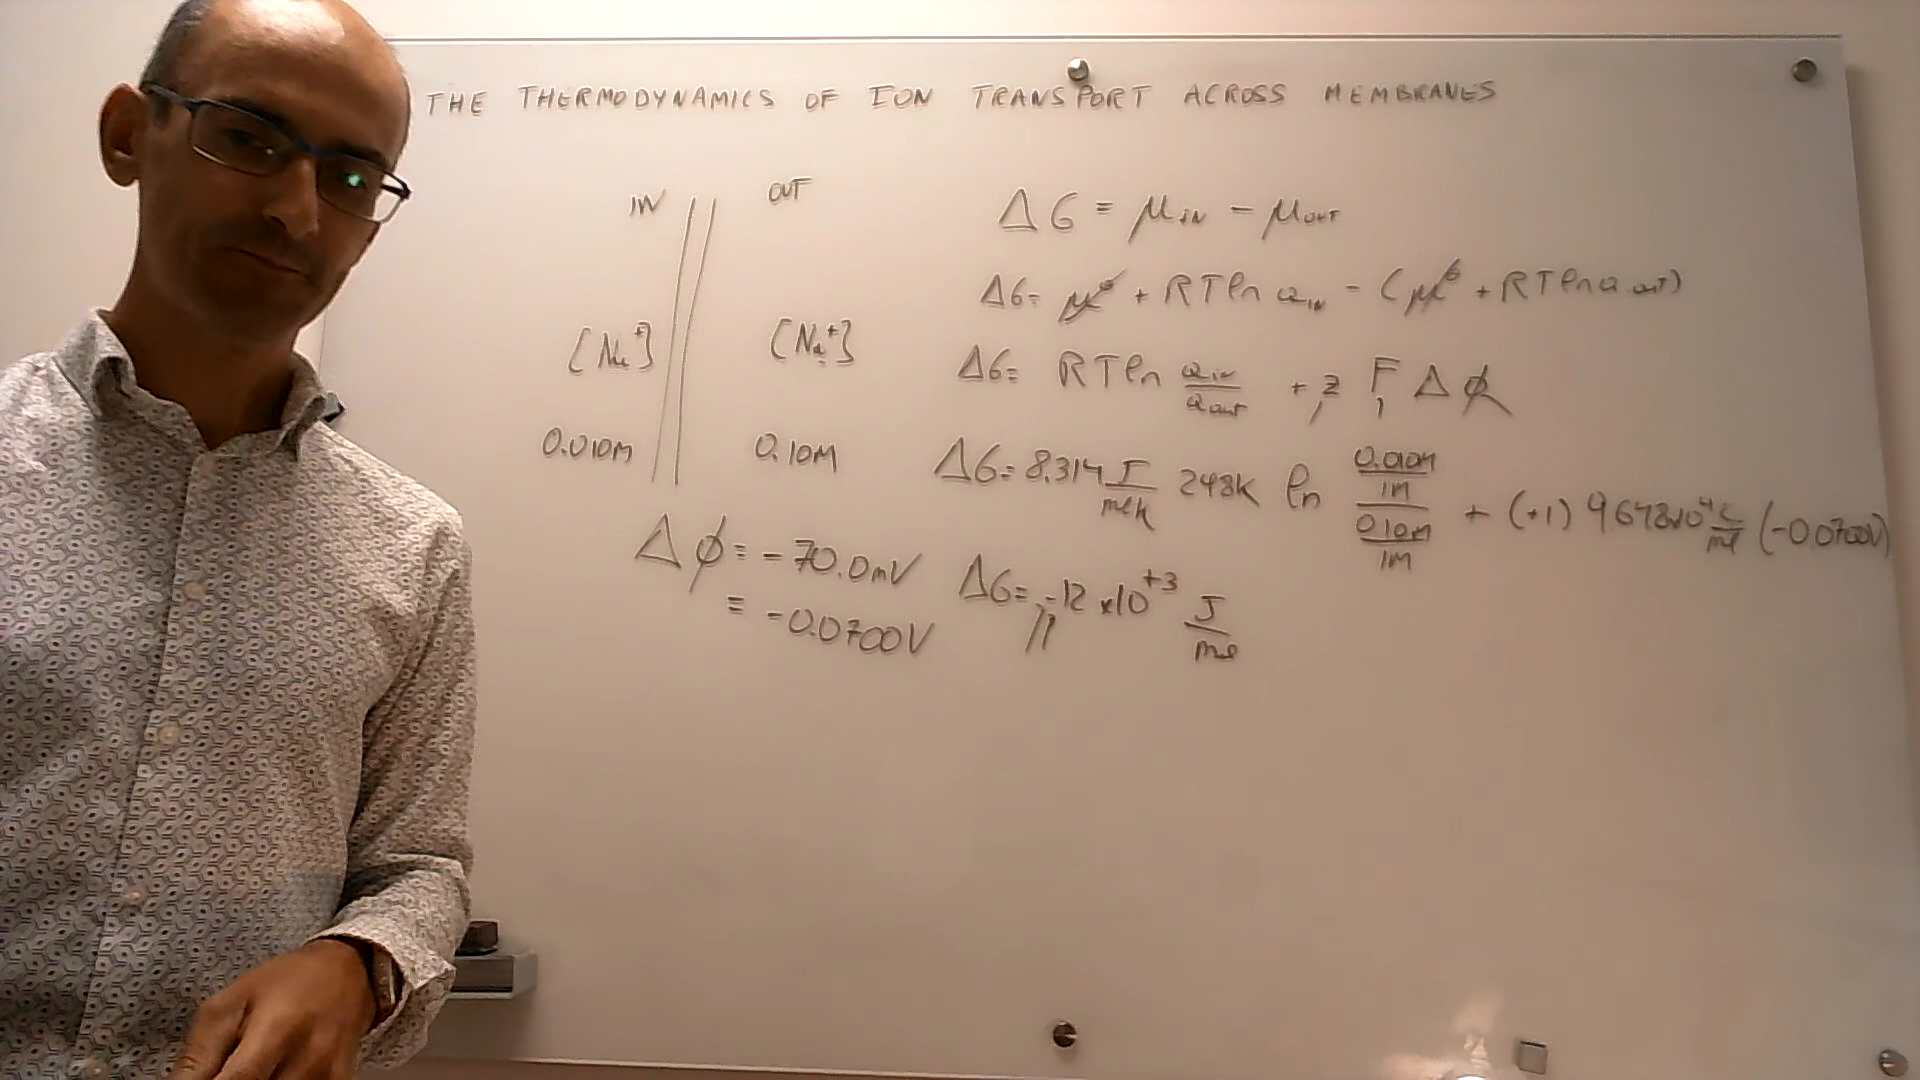 THE THERMODYNAMICS OF ION TRANSPORT ACROSS MEMBRANES
IN OUT
[Na⁺] [Na⁺]
0.010M 0.10M
Δϕ = -70.0mV
= -0.0700V
ΔG = μIN - μOUT
ΔG = μ° + RTln aIN - (μ° + RTln a out)
ΔG = RTln aIN/aout + z F Δϕ
ΔG = 8.314 J/molK 298K ln (0.010M/1M)/(0.10M/1M) + (+1) 9.648x10⁴ C/mol (-0.0700V)
ΔG = -12 x10⁺³ J/mol